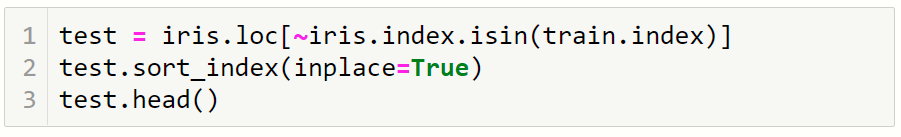 1 test = iris.loc[~iris.index.isin(train.index)]
2 test.sort_index(inplace=True)
3 test.head()